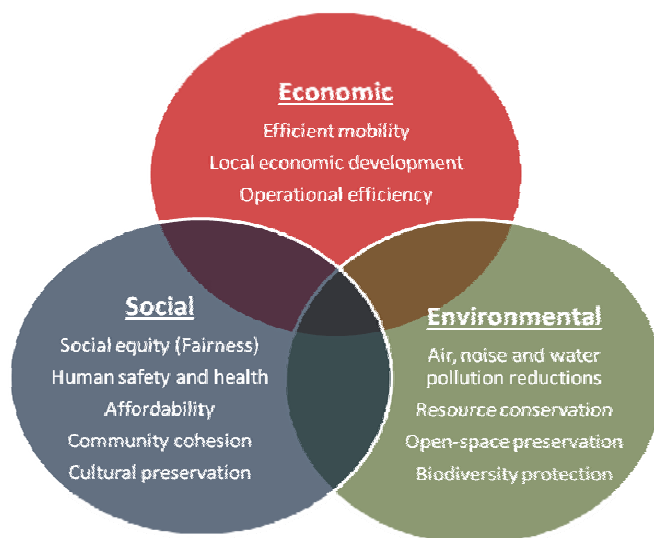 Economic
Efficient mobility
Local economic development
Operational efficiency
Social
Social equity (Fairness)
Human safety and health
Affordability
Community cohesion
Cultural preservation
Environmental
Air, noise and water
pollution reductions
Resource conservation
Open-space preservation
Biodiversity protection